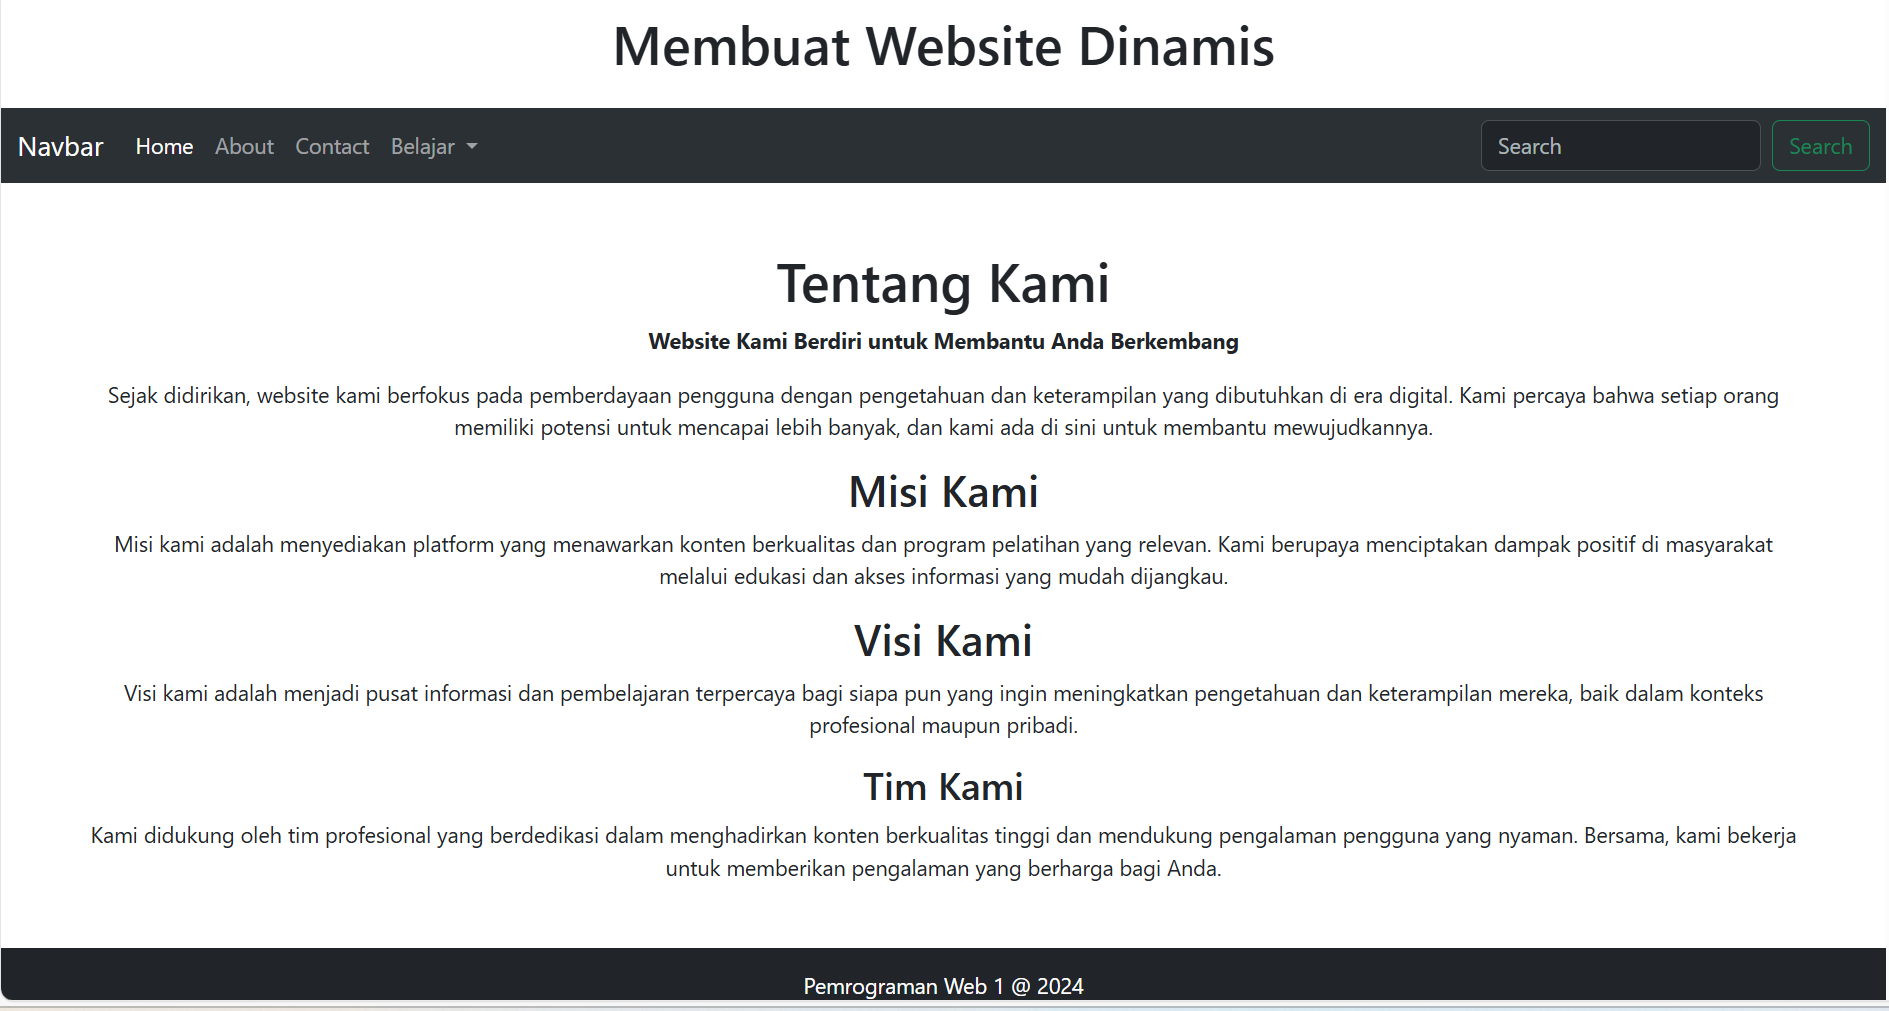 Membuat Website Dinamis
Navbar Home About Contact Belajar Search Search
Tentang Kami
Website Kami Berdiri untuk Membantu Anda Berkembang
Sejak didirikan, website kami berfokus pada pemberdayaan pengguna dengan pengetahuan dan keterampilan yang dibutuhkan di era digital. Kami percaya bahwa setiap orang
memiliki potensi untuk mencapai lebih banyak, dan kami ada di sini untuk membantu mewujudkannya.
Misi Kami
Misi kami adalah menyediakan platform yang menawarkan konten berkualitas dan program pelatihan yang relevan. Kami berupaya menciptakan dampak positif di masyarakat
melalui edukasi dan akses informasi yang mudah dijangkau.
Visi Kami
Visi kami adalah menjadi pusat informasi dan pembelajaran terpercaya bagi siapa pun yang ingin meningkatkan pengetahuan dan keterampilan mereka, baik dalam konteks
profesional maupun pribadi.
Tim Kami
Kami didukung oleh tim profesional yang berdedikasi dalam menghadirkan konten berkualitas tinggi dan mendukung pengalaman pengguna yang nyaman. Bersama, kami bekerja
untuk memberikan pengalaman yang berharga bagi Anda.
Pemrograman Web 1 @ 2024